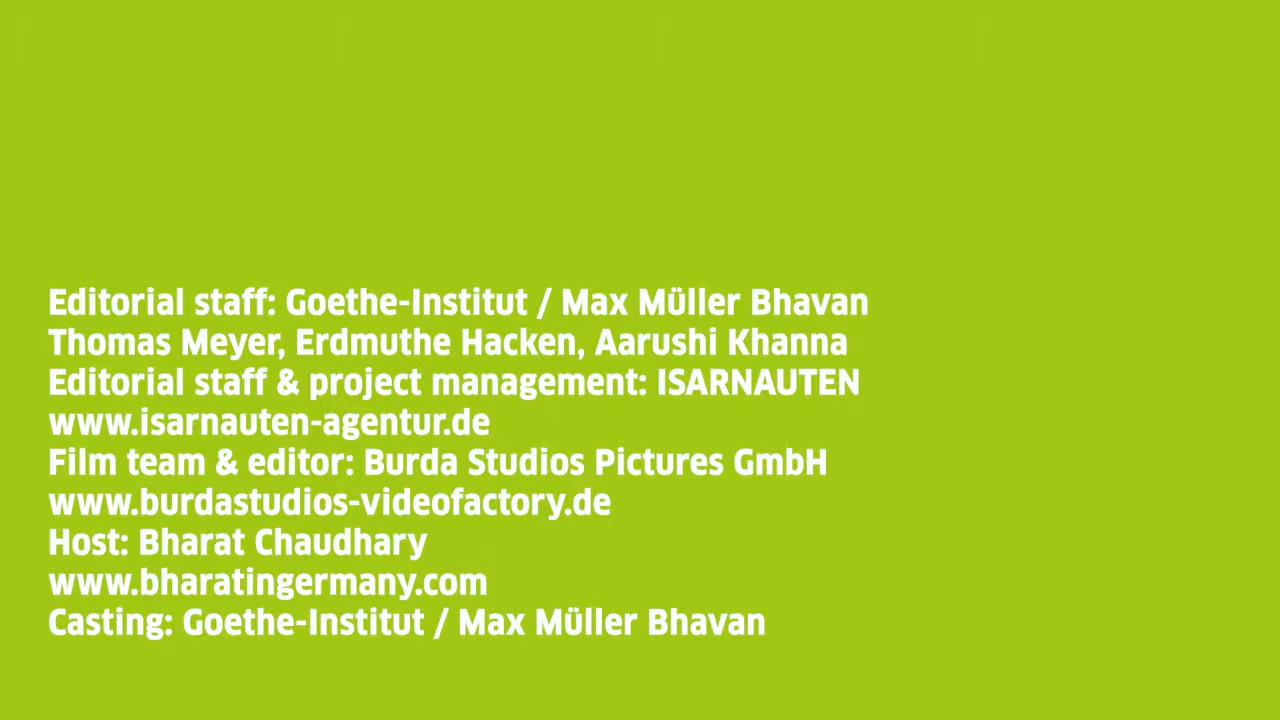 Editorial staff: Goethe-Institut / Max Müller Bhavan
Thomas Meyer, Erdmuthe Hacken, Aarushi Khanna
Editorial staff & project management: ISARNAUTEN
www.isarnauten-agentur.de
Film team & editor: Burda Studios Pictures GmbH
www.burdastudios-videofactory.de
Host: Bharat Chaudhary
www.bharatingermany.com
Casting: Goethe-Institut / Max Müller Bhavan